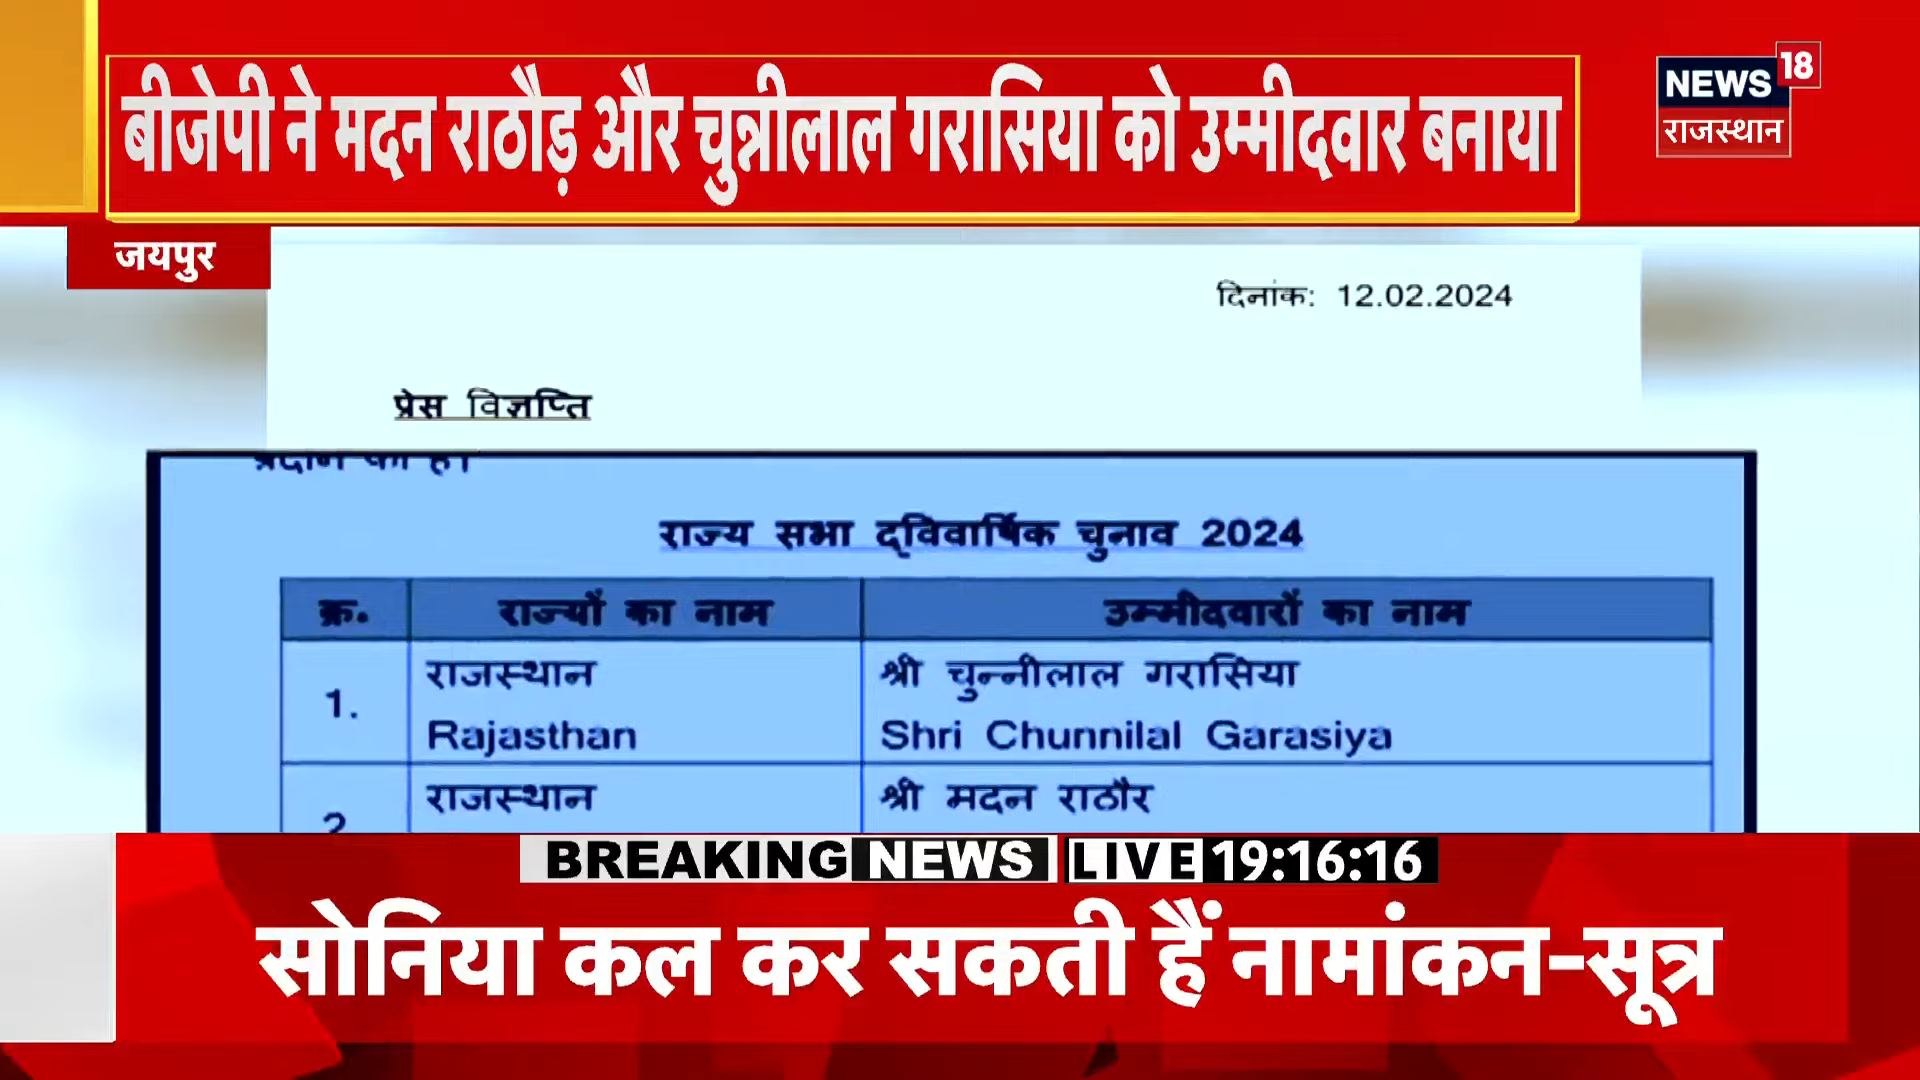 बीजेपी ने मदन राठौड़ और चुन्नीलाल गरासिया को उम्मीदवार बनाया
NEWS 18
राजस्थान
जयपुर
दिनांक: 12.02.2024
प्रेस विज्ञप्ति
राज्य सभा द्विवार्षिक चुनाव 2024
क्र. राज्यों का नाम उम्मीदवारों का नाम
1. राजस्थान श्री चुन्नीलाल गरासिया
Rajasthan Shri Chunnilal Garasiya
2 राजस्थान श्री मदन राठौर
BREAKING NEWS LIVE 19:16:16
सोनिया कल कर सकती हैं नामांकन-सूत्र